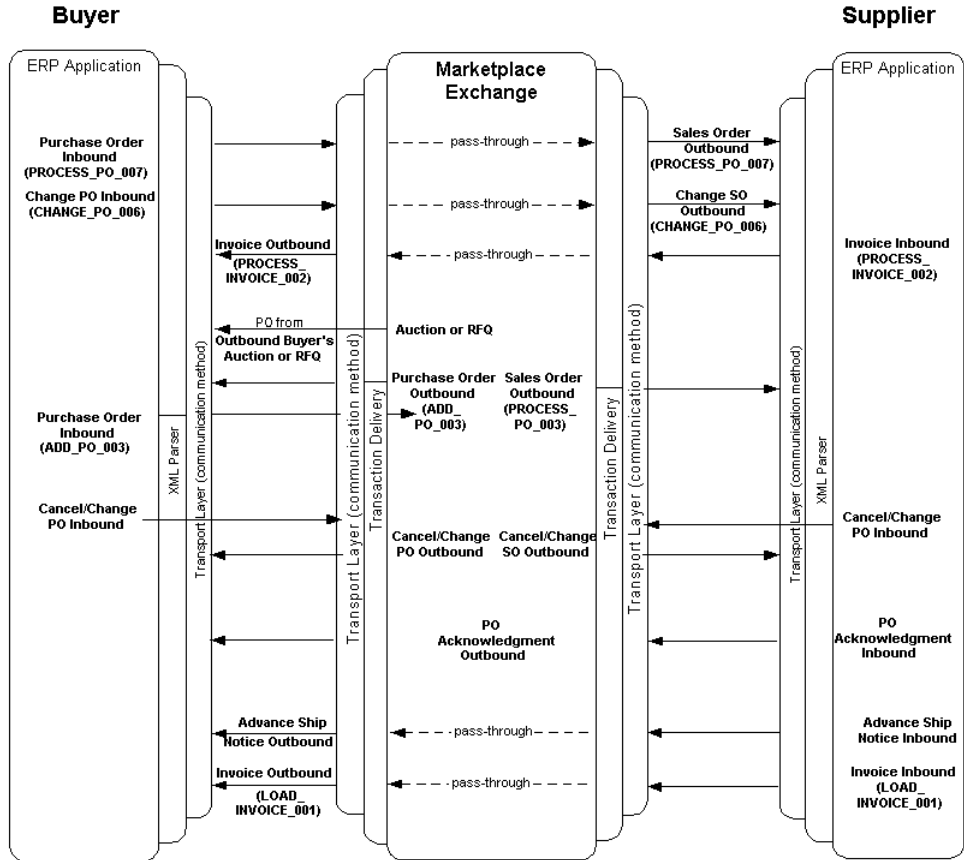 Buyer
Supplier
ERP Application
Marketplace
Exchange
ERP Application
Purchase Order
Inbound
(PROCESS_PO_007)
pass-through
Sales Order
Outbound
(PROCESS_PO_007)
Change PO Inbound
(CHANGE_PO_006)
pass-through
Change SO
Outbound
(CHANGE_PO_006)
Invoice Outbound
(PROCESS_
INVOICE_002)
pass-through
Invoice Inbound
(PROCESS_
INVOICE_002)
PO from
Outbound Buyer's
Auction or RFQ
Auction or RFQ
Purchase Order
Outbound
(ADD_
PO_003)
Sales Order
Outbound
(PROCESS_
PO_003)
Purchase Order
Inbound
(ADD_PO_003)
XML Parser
Transport Layer (communication method)
Transport Layer (communication method)
Transaction Delivery
Transaction Delivery
Transport Layer (communication method)
Transport Layer (communication method)
XML Parser
Cancel/Change
PO Inbound
Cancel/Change
PO Outbound
Cancel/Change
SO Outbound
Cancel/Change
PO Inbound
PO
Acknowledgment
Outbound
PO
Acknowledgment
Inbound
Advance Ship
Notice Outbound
pass-through
Advance Ship
Notice Inbound
Invoice Outbound
(LOAD_
INVOICE_001)
pass-through
Invoice Inbound
(LOAD_
INVOICE_001)